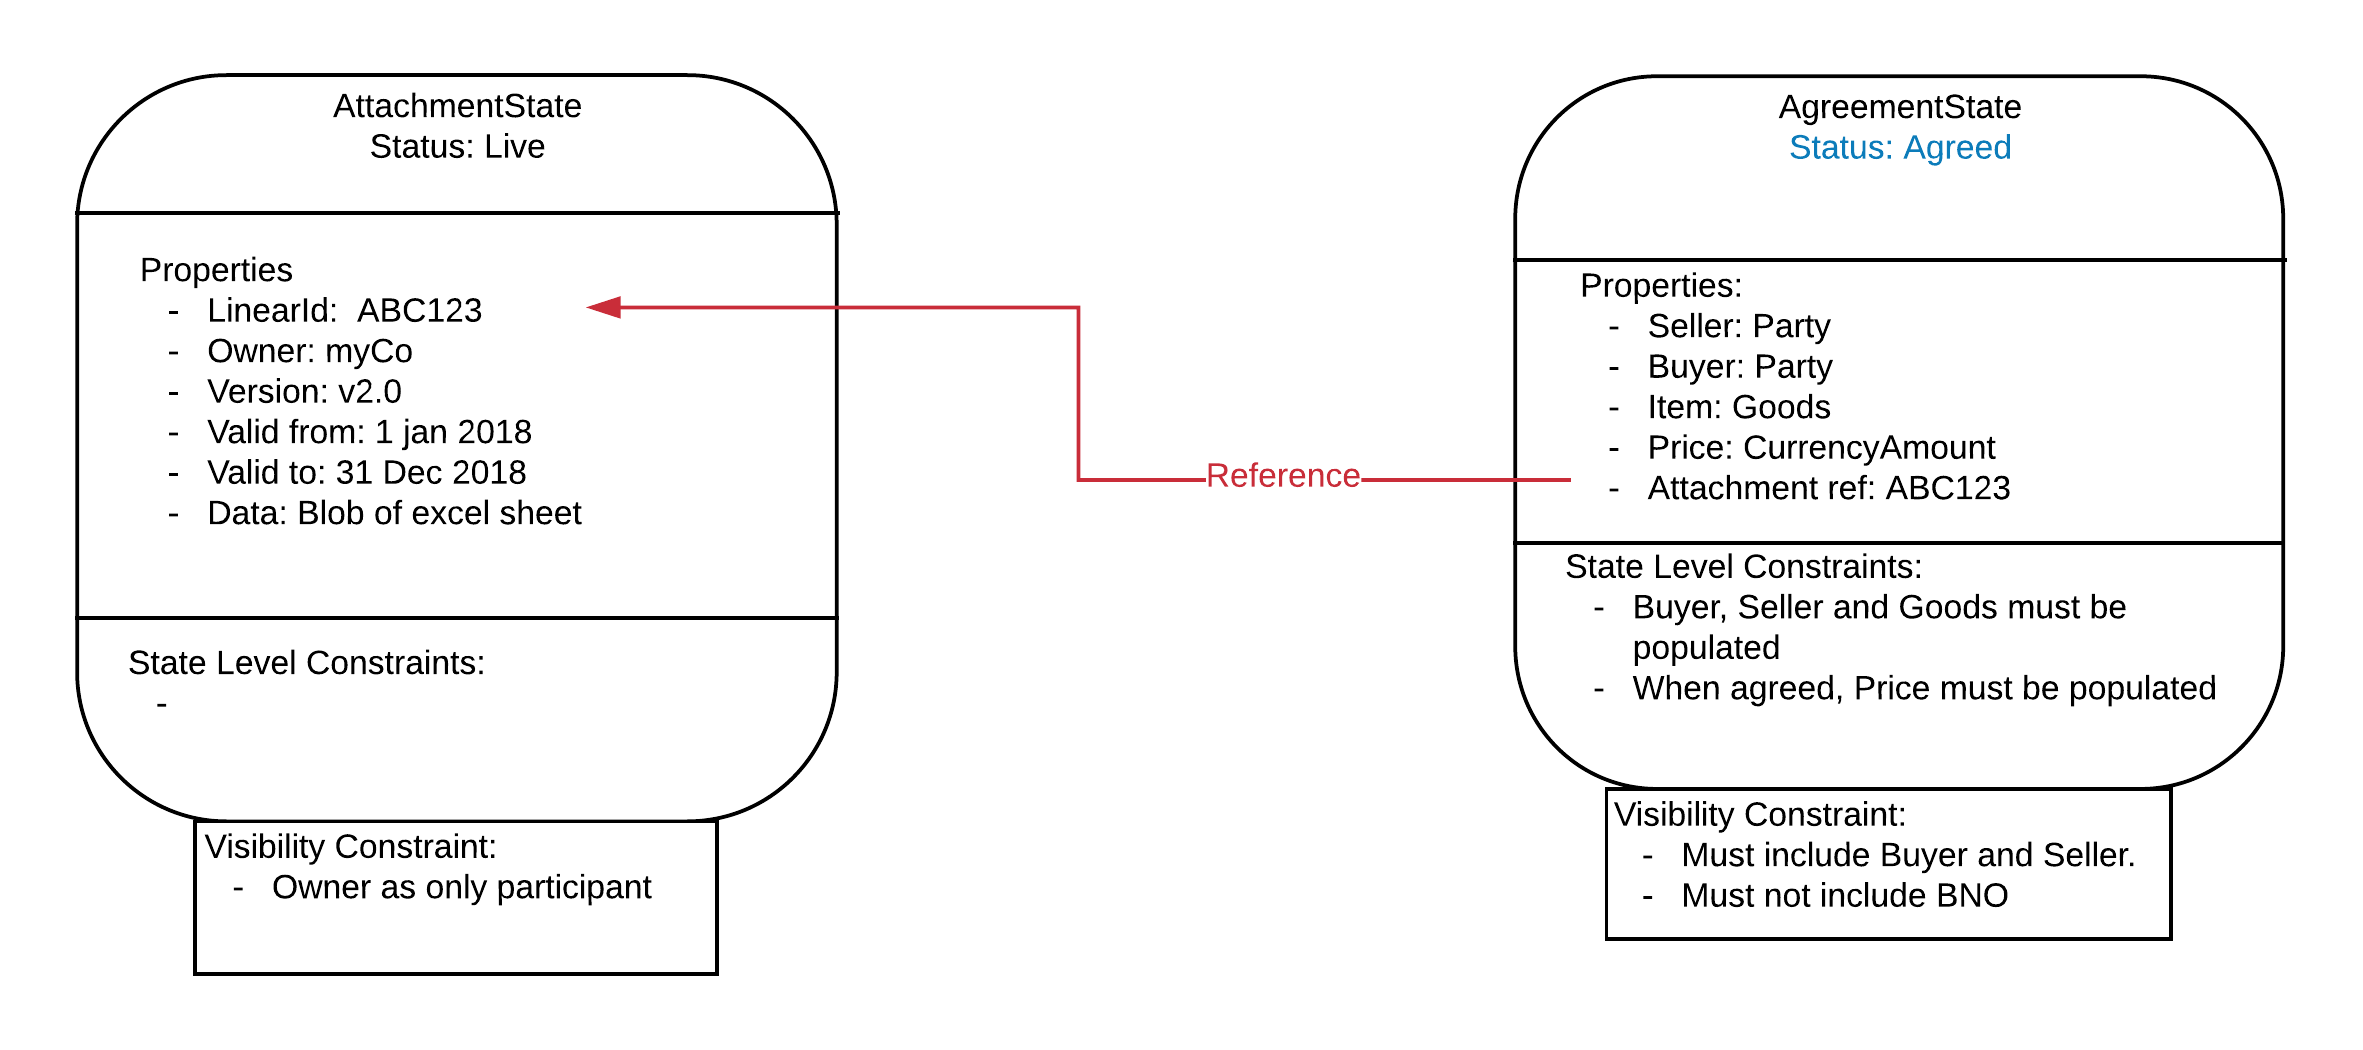 AttachmentState
Status: Live
Properties
- LinearId:  ABC123
- Owner: myCo
- Version: v2.0
- Valid from: 1 jan 2018
- Valid to: 31 Dec 2018
- Data: Blob of excel sheet
State Level Constraints:
-
Visibility Constraint:
- Owner as only participant
Reference
AgreementState
Status: Agreed
Properties:
- Seller: Party
- Buyer: Party
- Item: Goods
- Price: CurrencyAmount
- Attachment ref: ABC123
State Level Constraints:
- Buyer, Seller and Goods must be
populated
- When agreed, Price must be populated
Visibility Constraint:
- Must include Buyer and Seller.
- Must not include BNO